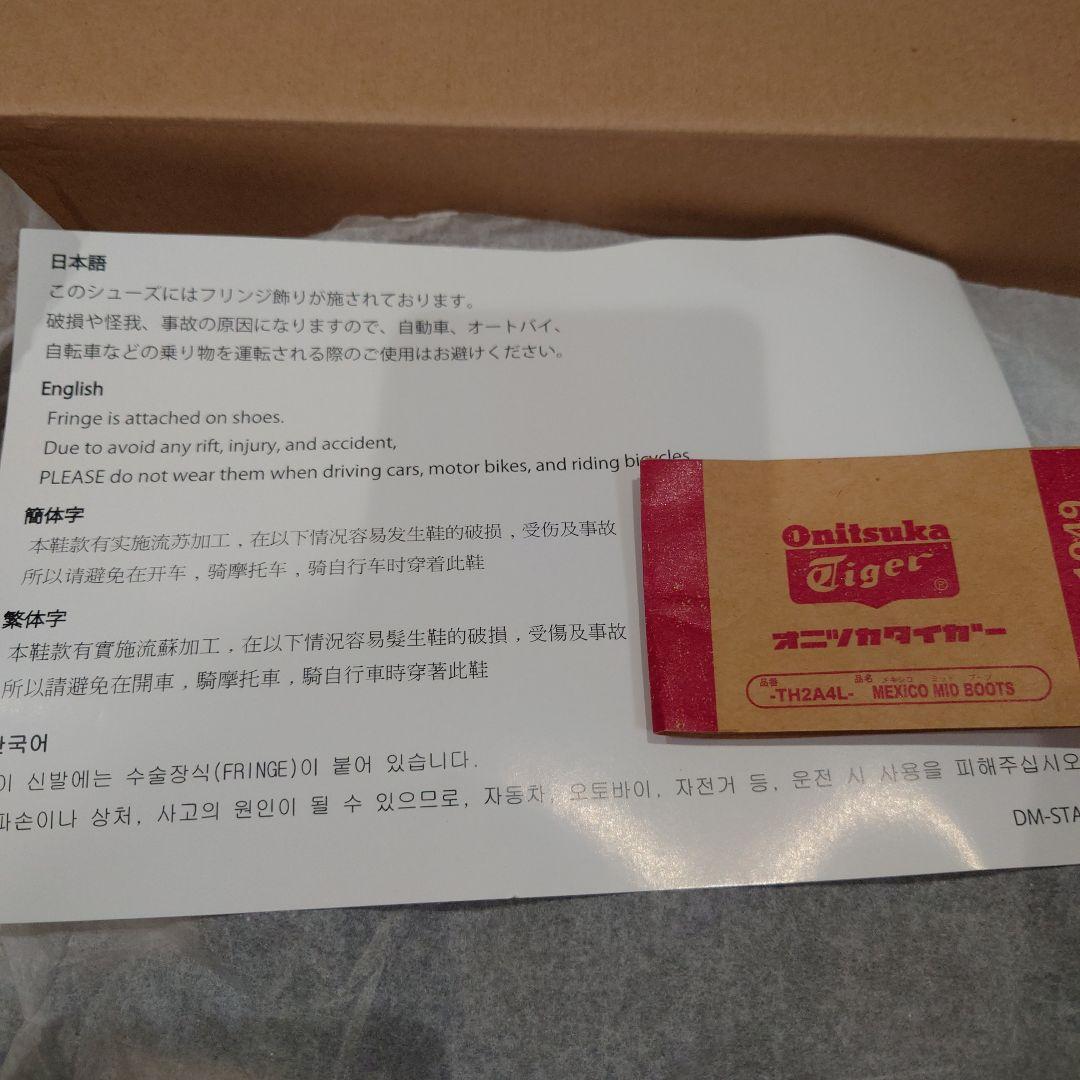 日本語
このシューズにはフリンジ飾りが施されております。
破損や怪我、事故の原因になりますので、自動車、オートバイ、
自転車などの乗り物を運転される際のご使用はお避けください。
English
Fringe is attached on shoes.
Due to avoid any rift, injury, and accident,
PLEASE do not wear them when driving cars, motor bikes, and riding bicycles
簡体字
本鞋款有实施流苏加工，在以下情况容易发生鞋的破损，受伤及事故
所以请避免在开车，骑摩托车，骑自行车时穿着此鞋
繁体字
本鞋款有實施流蘇加工，在以下情況容易髮生鞋的破損，受傷及事故
所以請避免在開車，騎摩托車，騎自行車時穿著此鞋
한국어
이 신발에는 수술장식(FRINGE)이 붙어 있습니다.
파손이나 상처, 사고의 원인이 될 수 있으므로, 자동차, 오토바이, 자전거 등, 운전 시 사용을 피해주십시오
DM-STA
Onitsuka
Tiger
®
オニツカタイガー
品番 -TH2A4L- 品名 メキシコ ミッド ブーツ MEXICO MID BOOTS
1949